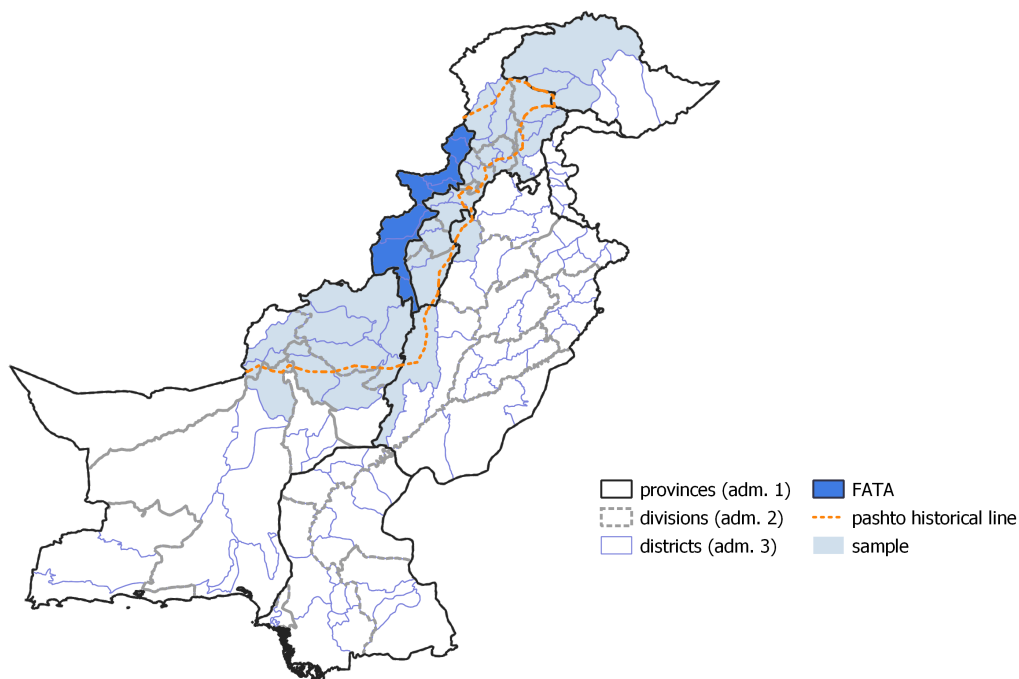 provinces (adm. 1)
divisions (adm. 2)
districts (adm. 3)
FATA
pashto historical line
sample